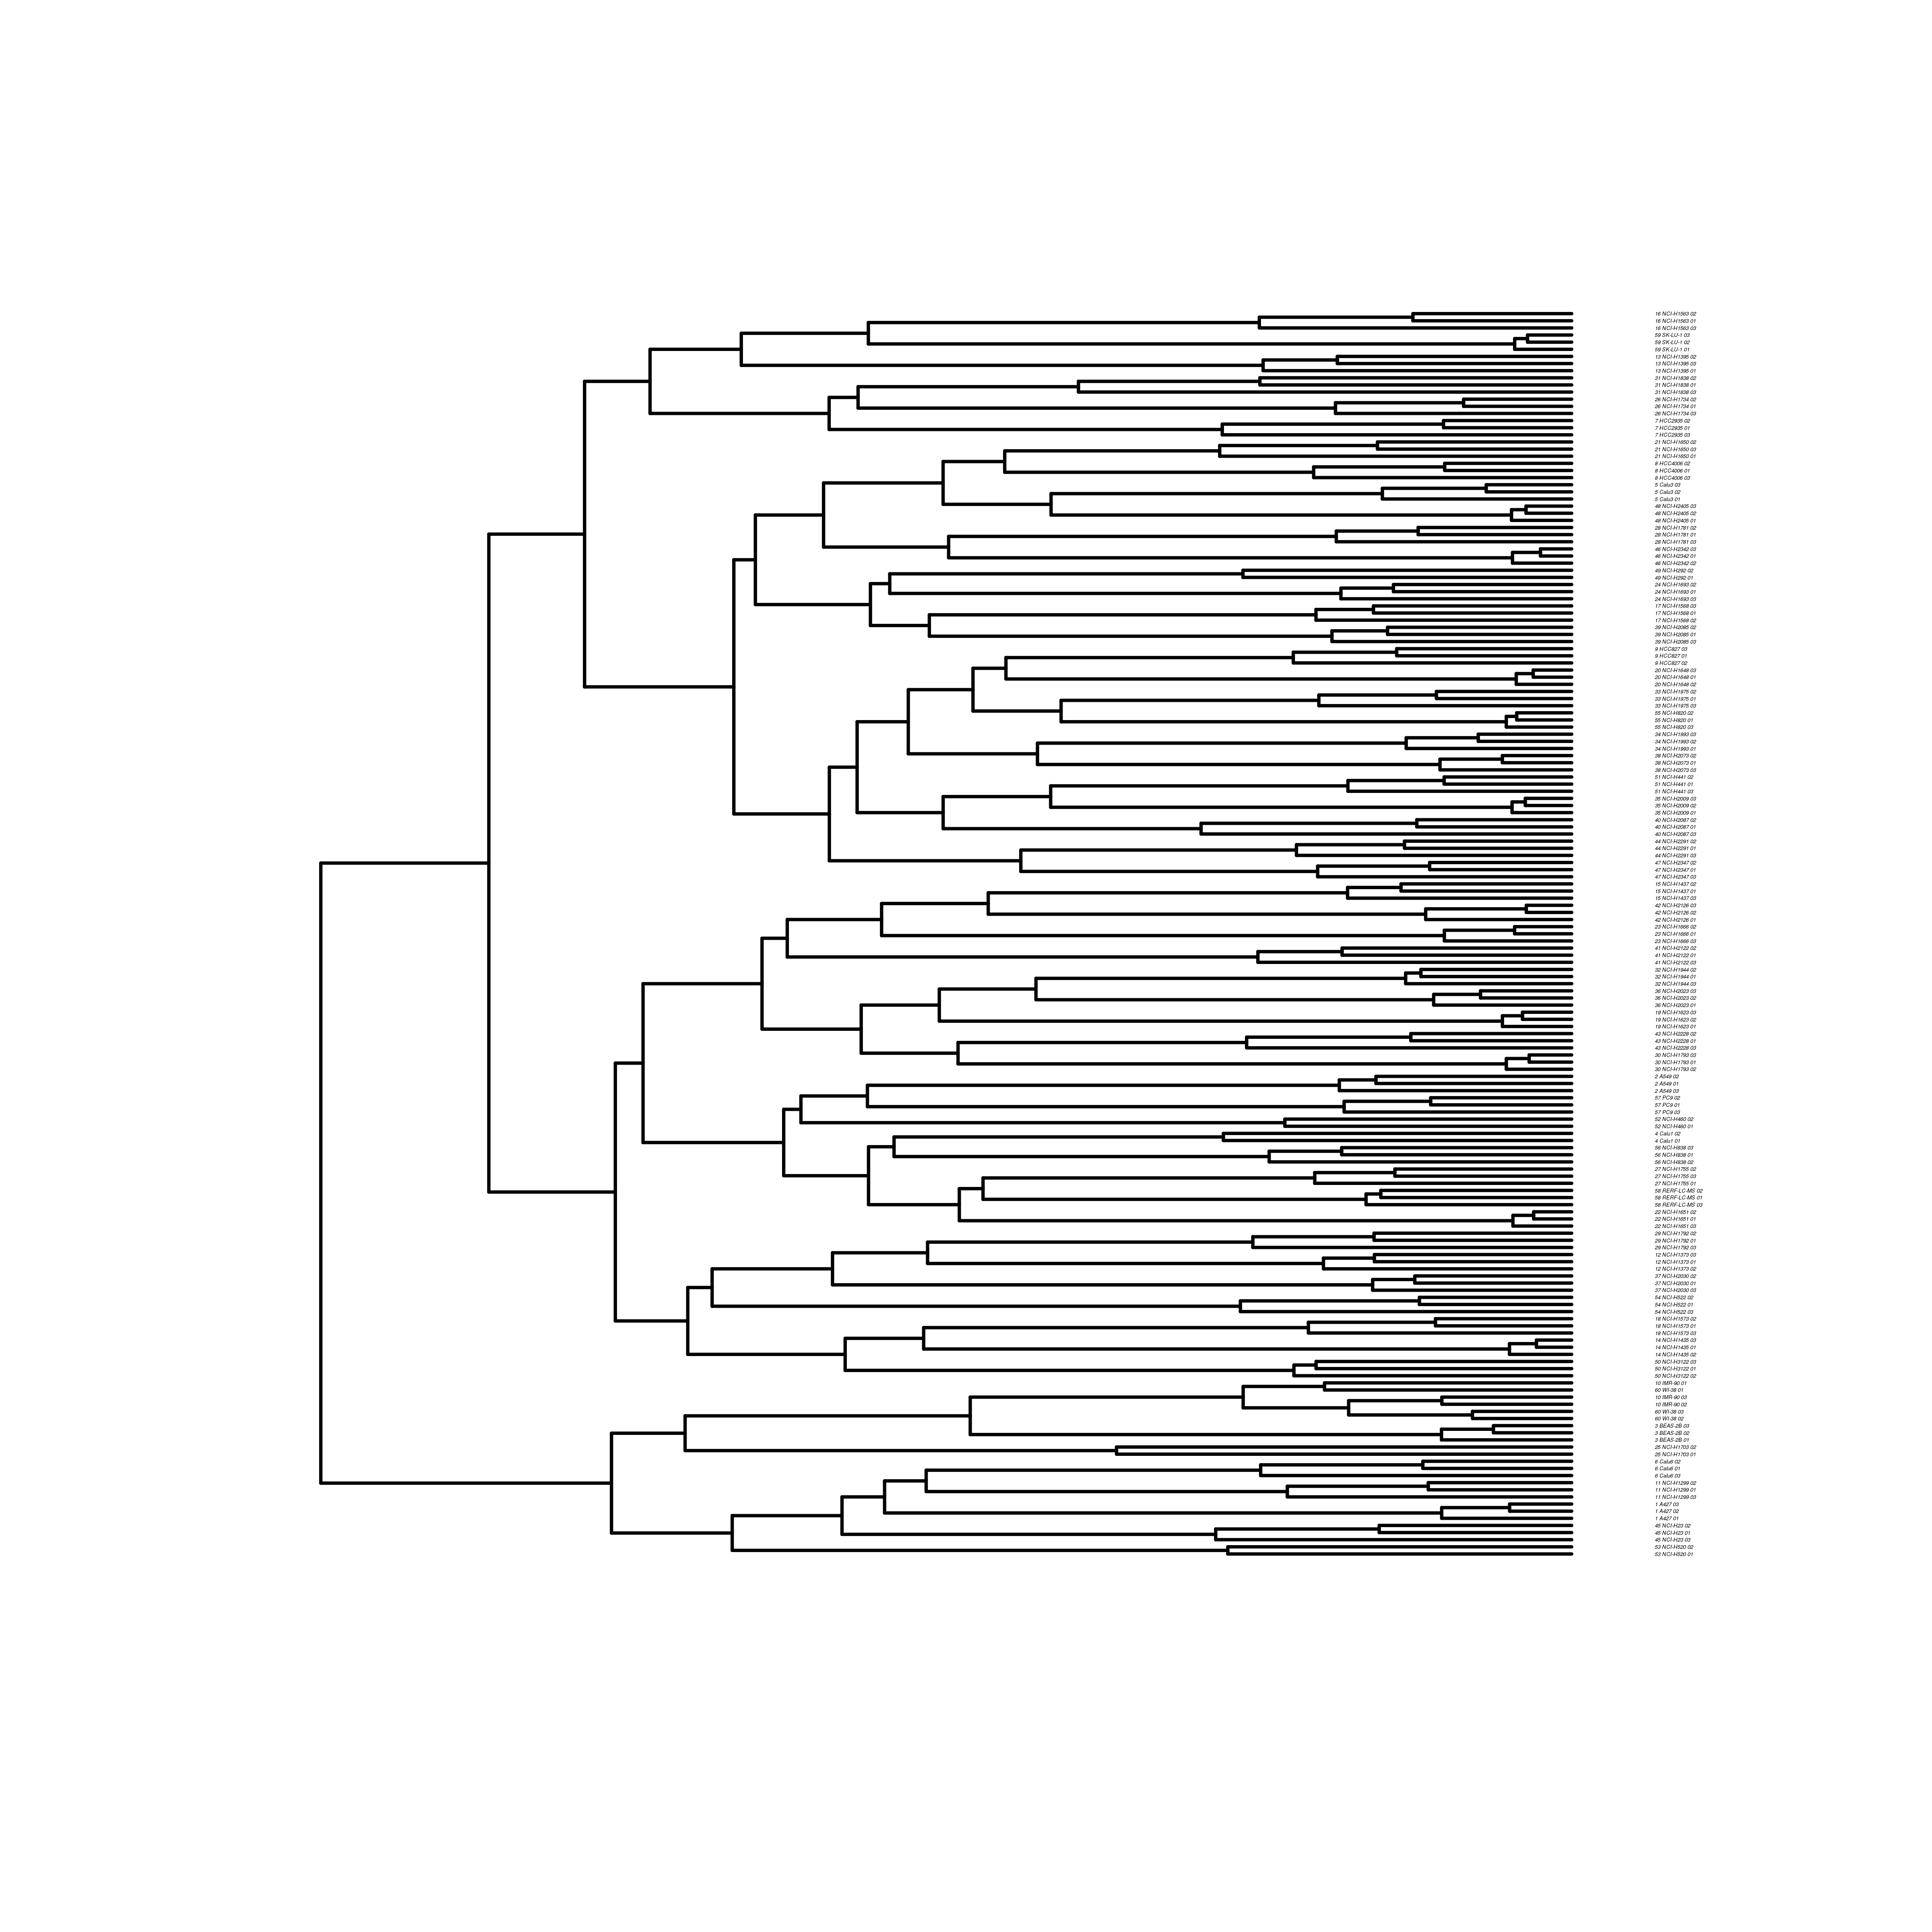 16 NCI-H1563 02
16 NCI-H1563 01
16 NCI-H1563 03
59 SK-LU-1 03
59 SK-LU-1 02
59 SK-LU-1 01
13 NCI-H1395 02
13 NCI-H1395 03
13 NCI-H1395 01
31 NCI-H1838 02
31 NCI-H1838 01
31 NCI-H1838 03
26 NCI-H1734 02
26 NCI-H1734 01
26 NCI-H1734 03
7 HCC2935 02
7 HCC2935 01
7 HCC2935 03
21 NCI-H1650 02
21 NCI-H1650 03
21 NCI-H1650 01
8 HCC4006 02
8 HCC4006 01
8 HCC4006 03
5 Calu3 03
5 Calu3 02
5 Calu3 01
48 NCI-H2405 03
48 NCI-H2405 02
48 NCI-H2405 01
28 NCI-H1781 02
28 NCI-H1781 01
28 NCI-H1781 03
46 NCI-H2342 03
46 NCI-H2342 01
46 NCI-H2342 02
49 NCI-H292 02
49 NCI-H292 01
24 NCI-H1693 02
24 NCI-H1693 01
24 NCI-H1693 03
17 NCI-H1568 03
17 NCI-H1568 01
17 NCI-H1568 02
39 NCI-H2085 02
39 NCI-H2085 01
39 NCI-H2085 03
9 HCC827 03
9 HCC827 01
9 HCC827 02
20 NCI-H1648 03
20 NCI-H1648 01
20 NCI-H1648 02
33 NCI-H1975 02
33 NCI-H1975 01
33 NCI-H1975 03
55 NCI-H820 02
55 NCI-H820 01
55 NCI-H820 03
34 NCI-H1993 03
34 NCI-H1993 02
34 NCI-H1993 01
38 NCI-H2073 02
38 NCI-H2073 01
38 NCI-H2073 03
51 NCI-H441 02
51 NCI-H441 01
51 NCI-H441 03
35 NCI-H2009 03
35 NCI-H2009 02
35 NCI-H2009 01
40 NCI-H2087 02
40 NCI-H2087 01
40 NCI-H2087 03
44 NCI-H2291 02
44 NCI-H2291 01
44 NCI-H2291 03
47 NCI-H2347 02
47 NCI-H2347 01
47 NCI-H2347 03
15 NCI-H1437 02
15 NCI-H1437 01
15 NCI-H1437 03
42 NCI-H2126 03
42 NCI-H2126 02
42 NCI-H2126 01
23 NCI-H1666 02
23 NCI-H1666 01
23 NCI-H1666 03
41 NCI-H2122 02
41 NCI-H2122 01
41 NCI-H2122 03
32 NCI-H1944 02
32 NCI-H1944 01
32 NCI-H1944 03
36 NCI-H2023 03
36 NCI-H2023 02
36 NCI-H2023 01
19 NCI-H1623 03
19 NCI-H1623 02
19 NCI-H1623 01
43 NCI-H2228 02
43 NCI-H2228 01
43 NCI-H2228 03
30 NCI-H1793 03
30 NCI-H1793 01
30 NCI-H1793 02
2 A549 02
2 A549 01
2 A549 03
57 PC9 02
57 PC9 01
57 PC9 03
52 NCI-H460 02
52 NCI-H460 01
4 Calu1 02
4 Calu1 01
56 NCI-H838 03
56 NCI-H838 01
56 NCI-H838 02
27 NCI-H1755 02
27 NCI-H1755 03
27 NCI-H1755 01
58 RERF-LC-MS 02
58 RERF-LC-MS 01
58 RERF-LC-MS 03
22 NCI-H1651 02
22 NCI-H1651 01
22 NCI-H1651 03
29 NCI-H1792 02
29 NCI-H1792 01
29 NCI-H1792 03
12 NCI-H1373 03
12 NCI-H1373 01
12 NCI-H1373 02
37 NCI-H2030 02
37 NCI-H2030 01
37 NCI-H2030 03
54 NCI-H522 02
54 NCI-H522 01
54 NCI-H522 03
18 NCI-H1573 02
18 NCI-H1573 01
18 NCI-H1573 03
14 NCI-H1435 03
14 NCI-H1435 01
14 NCI-H1435 02
50 NCI-H3122 03
50 NCI-H3122 01
50 NCI-H3122 02
10 IMR-90 01
60 WI-38 01
10 IMR-90 03
10 IMR-90 02
60 WI-38 03
60 WI-38 02
3 BEAS-2B 03
3 BEAS-2B 02
3 BEAS-2B 01
25 NCI-H1703 02
25 NCI-H1703 01
6 Calu6 02
6 Calu6 01
6 Calu6 03
11 NCI-H1299 02
11 NCI-H1299 01
11 NCI-H1299 03
1 A427 03
1 A427 02
1 A427 01
45 NCI-H23 02
45 NCI-H23 01
45 NCI-H23 03
53 NCI-H520 02
53 NCI-H520 01